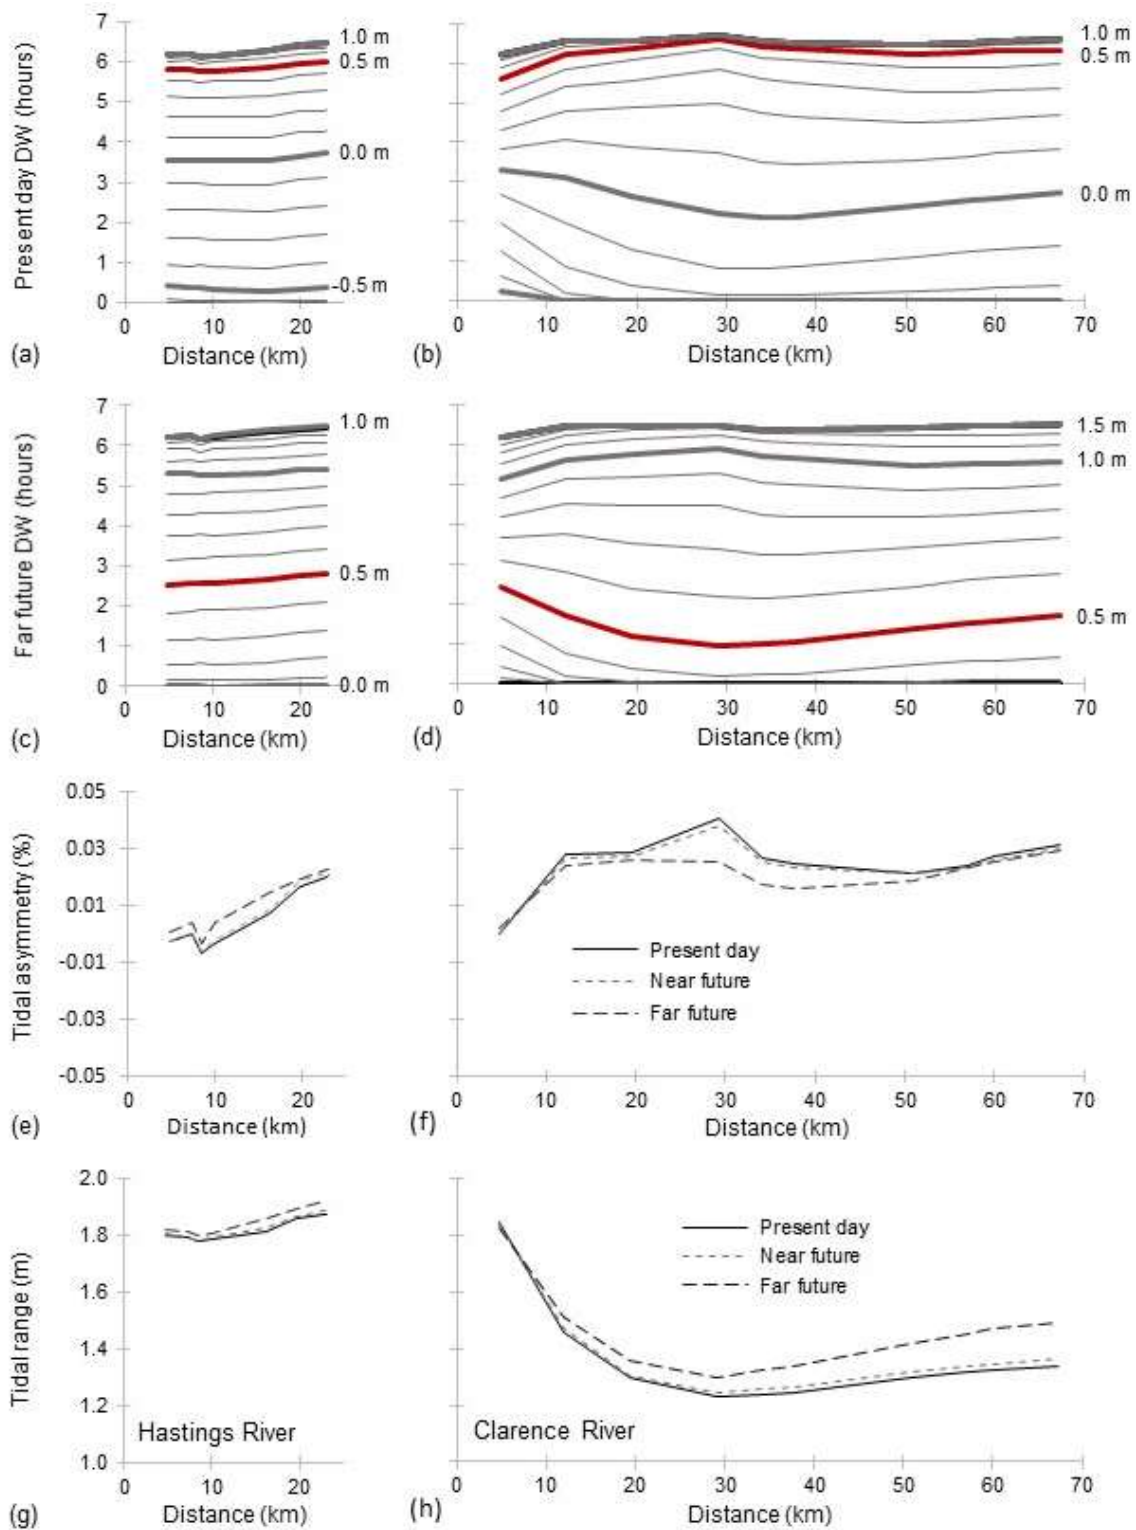 Present day DW (hours)
7
6
5
4
3
2
1
0
1.0 m
0.5 m
0.0 m
-0.5 m
0 10 20
(a)
Distance (km)
1.0 m
0.5 m
0.0 m
0 10 20 30 40 50 60 70
(b)
Distance (km)
Far future DW (hours)
7
6
5
4
3
2
1
0
1.0 m
0.5 m
0.0 m
0 10 20
(c)
Distance (km)
1.5 m
1.0 m
0.5 m
0 10 20 30 40 50 60 70
(d)
Distance (km)
Tidal asymmetry (%)
0.05
0.03
0.01
-0.01
-0.03
-0.05
0 10 20
(e)
Distance (km)
Present day
Near future
Far future
0 10 20 30 40 50 60 70
(f)
Distance (km)
Tidal range (m)
2.0
1.8
1.6
1.4
1.2
1.0
Hastings River
0 10 20
(g)
Distance (km)
Present day
Near future
Far future
Clarence River
0 10 20 30 40 50 60 70
(h)
Distance (km)